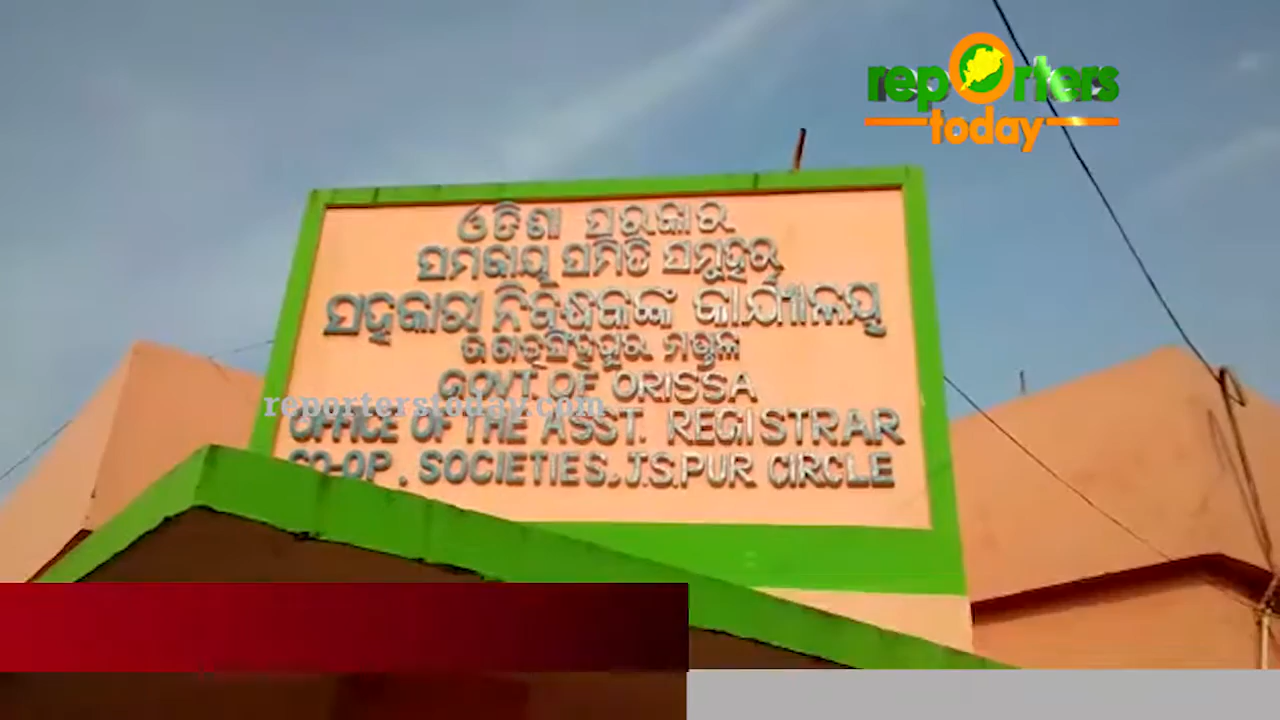 reporters
today
ଓଡିଶା ସରକାର
ସମବାୟ ସମିତି ସମୁହର
ସହକାରୀ ନିବନ୍ଧକଙ୍କ କାର୍ଯ୍ୟାଳୟ
ଜଗତସିଂହପୁର ମଣ୍ଡଳ
GOVT OF ORISSA
reporterstoday.com
OFFICE OF THE ASST. REGISTRAR
CO-OP. SOCIETIES, J.S.PUR CIRCLE